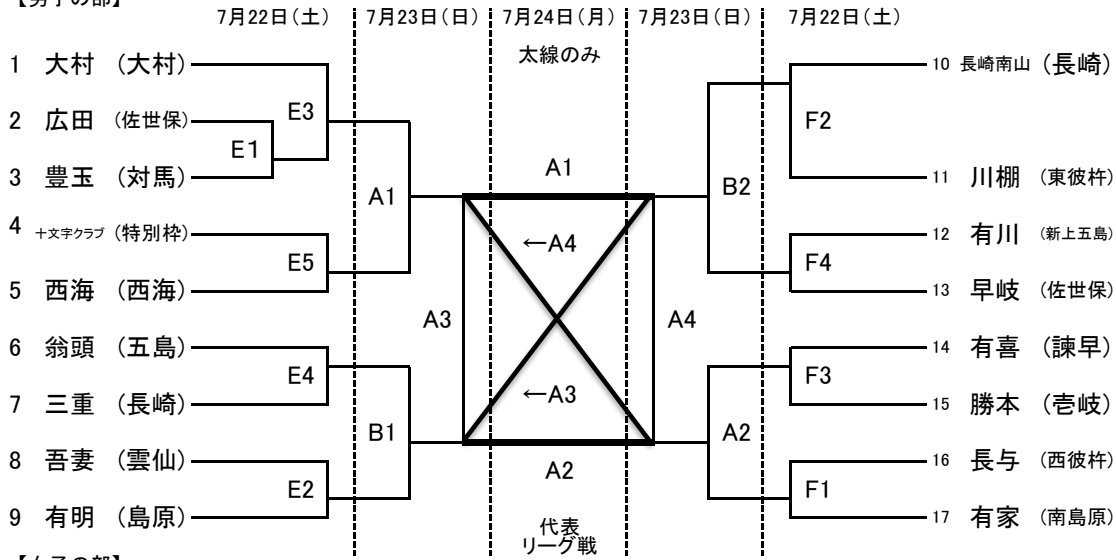 【男子の部】
7月22日(土) 7月23日(日) 7月24日(月) 7月23日(日) 7月22日(土)
太線のみ
1 大村 (大村)
2 広田 (佐世保)
3 豊玉 (対馬)
4 十文字クラブ (特別枠)
5 西海 (西海)
6 翁頭 (五島)
7 三重 (長崎)
8 吾妻 (雲仙)
9 有明 (島原)
E3
E1
E5
E4
E2
A1
B1
A1
←A4
A3
A4
←A3
A2
代表
リーグ戦
B2
A2
F2
F4
F3
F1
10 長崎南山 (長崎)
11 川棚 (東彼杵)
12 有川 (新上五島)
13 早岐 (佐世保)
14 有喜 (諫早)
15 勝本 (壱岐)
16 長与 (西彼杵)
17 有家 (南島原)